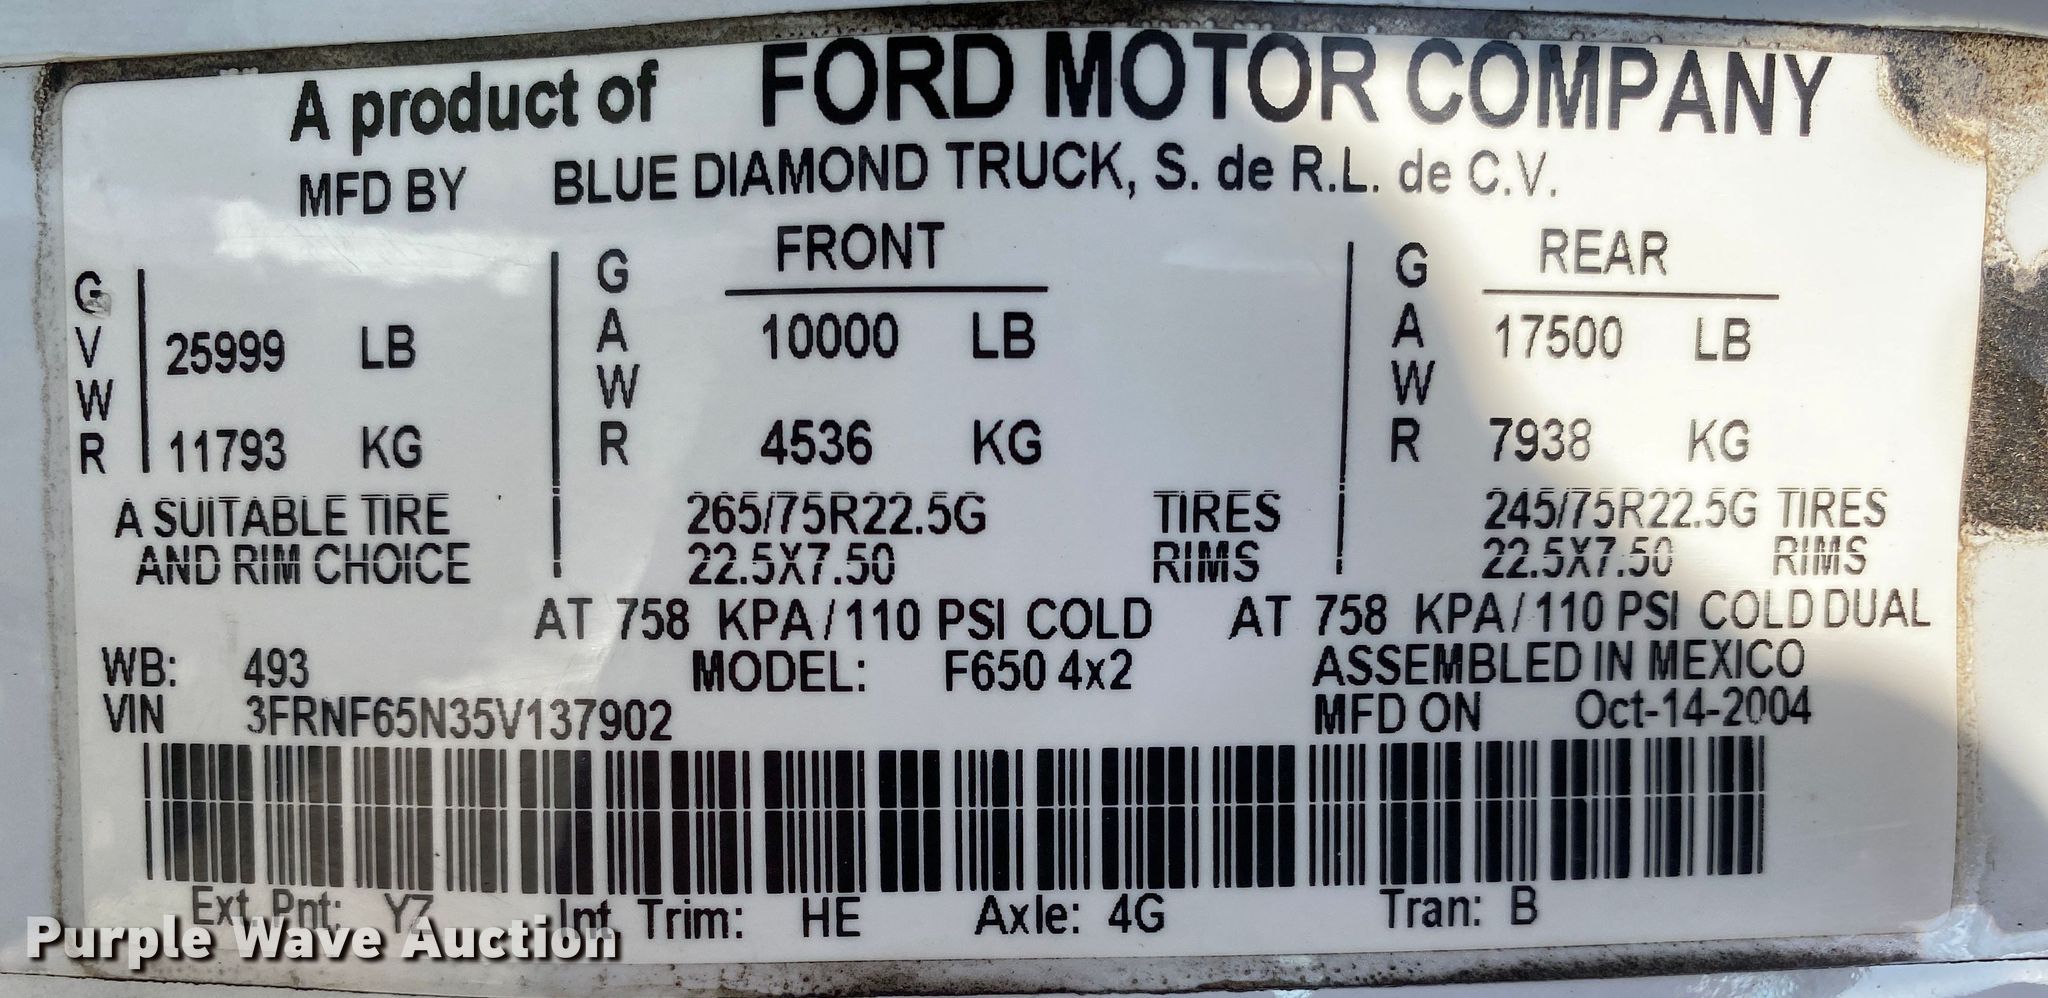 A product of FORD MOTOR COMPANY
MFD BY BLUE DIAMOND TRUCK, S. de R.L. de C.V.
GVWR 25999 LB 11793 KG
GAWR FRONT 10000 LB 4536 KG
GAWR REAR 17500 LB 7938 KG
A SUITABLE TIRE 265/75R22.5G TIRES 245/75R22.5G TIRES
AND RIM CHOICE 22.5X7.50 RIMS 22.5X7.50 RIMS
AT 758 KPA/110 PSI COLD AT 758 KPA/110 PSI COLD DUAL
WB: 493 MODEL: F650 4x2 ASSEMBLED IN MEXICO
VIN 3FRNF65N35V137902 MFD ON Oct-14-2004
Ext. Pnt: YZ Int. Trim: HE Axle: 4G Tran: B
Purple Wave Auction